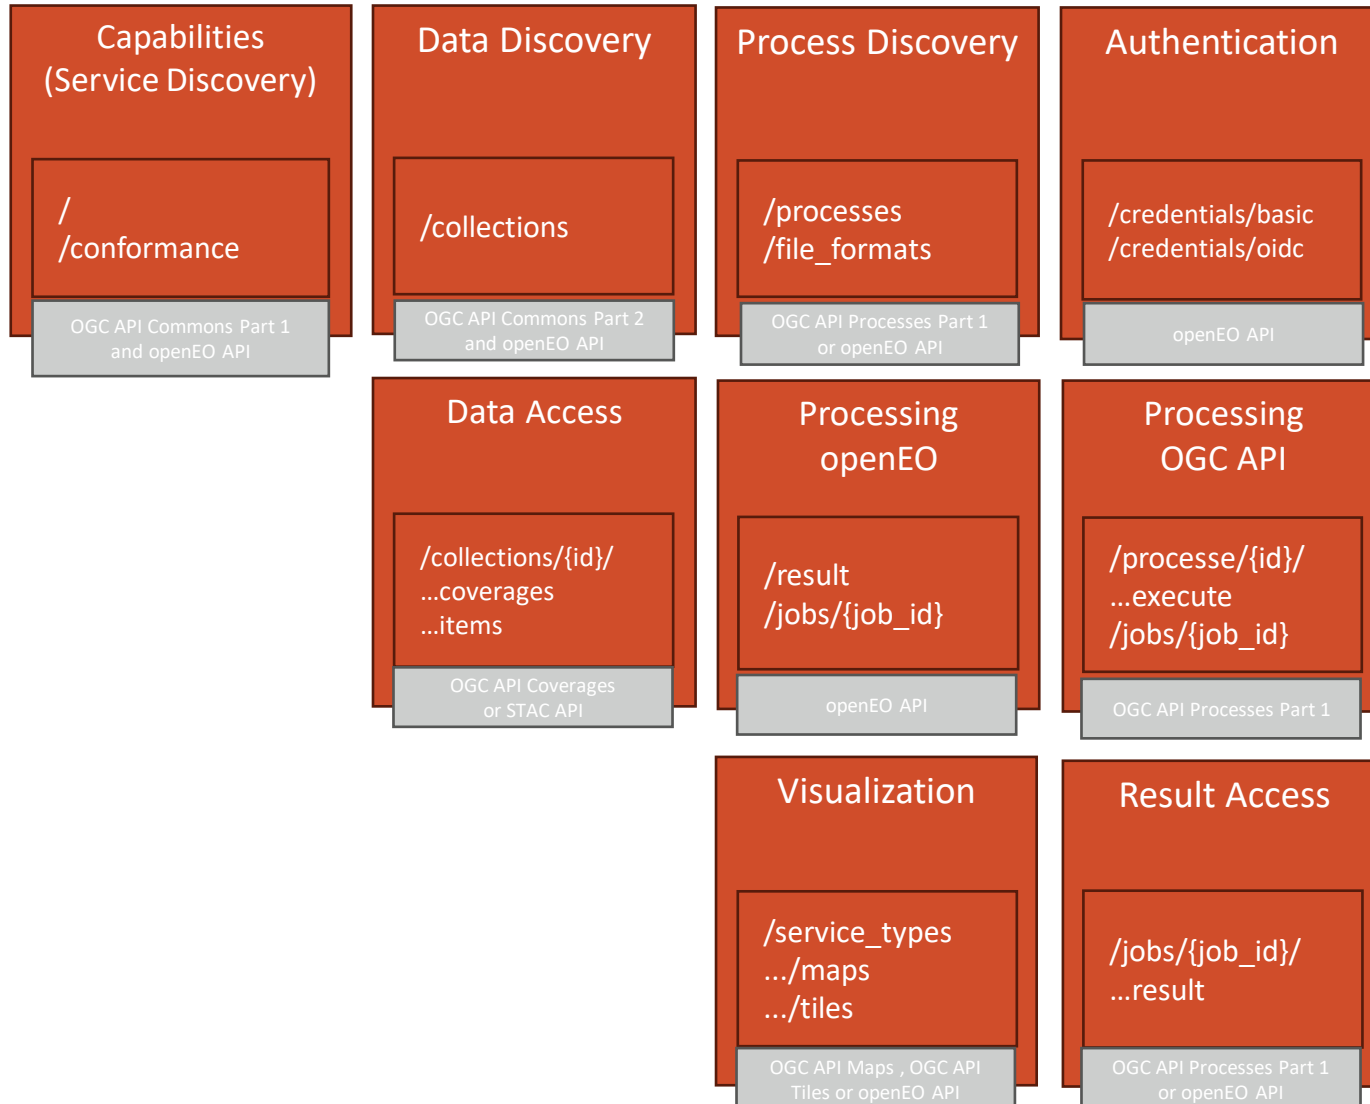 Capabilities
(Service Discovery)
/
/conformance
OGC API Commons Part 1
and openEO API
Data Discovery
/collections
OGC API Commons Part 2
and openEO API
Process Discovery
/processes
/file_formats
OGC API Processes Part 1
or openEO API
Authentication
/credentials/basic
/credentials/oidc
openEO API
Data Access
/collections/{id}/
...coverages
...items
OGC API Coverages
or STAC API
Processing
openEO
/result
/jobs/{job_id}
openEO API
Processing
OGC API
/processe/{id}/
...execute
/jobs/{job_id}
OGC API Processes Part 1
Visualization
/service_types
.../maps
.../tiles
OGC API Maps , OGC API
Tiles or openEO API
Result Access
/jobs/{job_id}/
...result
OGC API Processes Part 1
or openEO API